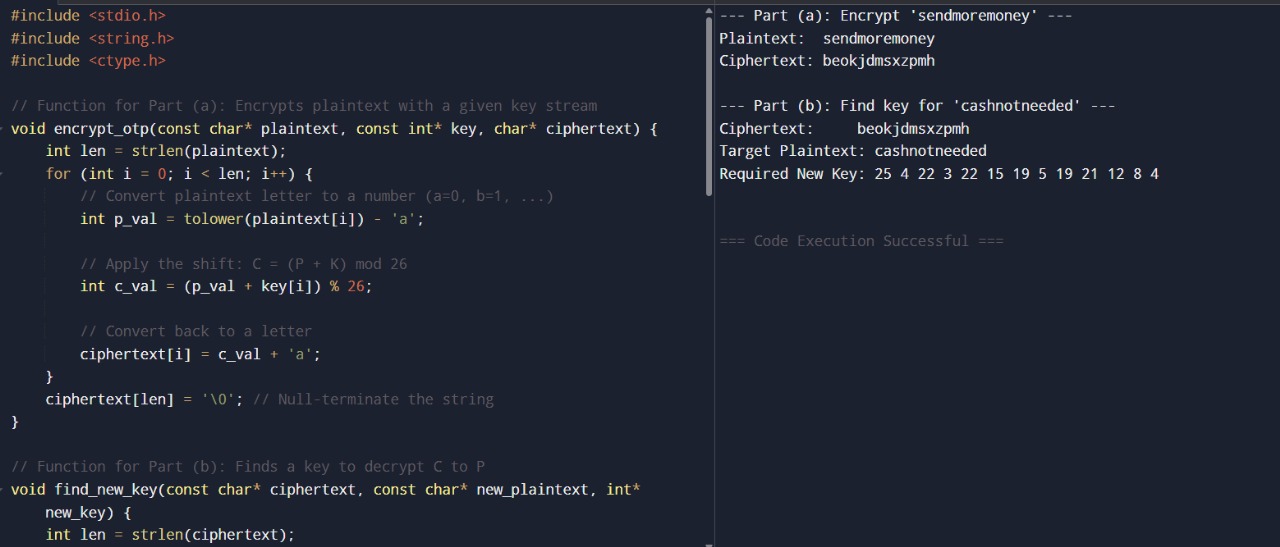 #include <stdio.h>
#include <string.h>
#include <ctype.h>

// Function for Part (a): Encrypts plaintext with a given key stream
void encrypt_otp(const char* plaintext, const int* key, char* ciphertext) {
    int len = strlen(plaintext);
    for (int i = 0; i < len; i++) {
        // Convert plaintext letter to a number (a=0, b=1, ...)
        int p_val = tolower(plaintext[i]) - 'a';

        // Apply the shift: C = (P + K) mod 26
        int c_val = (p_val + key[i]) % 26;

        // Convert back to a letter
        ciphertext[i] = c_val + 'a';
    }
    ciphertext[len] = '\0'; // Null-terminate the string
}

// Function for Part (b): Finds a key to decrypt C to P
void find_new_key(const char* ciphertext, const char* new_plaintext, int*
    new_key) {
    int len = strlen(ciphertext);
--- Part (a): Encrypt 'sendmoremoney' ---
Plaintext:  sendmoremoney
Ciphertext: beokjdmsxzpmh

--- Part (b): Find key for 'cashnotneeded' ---
Ciphertext:     beokjdmsxzpmh
Target Plaintext: cashnotneeded
Required New Key: 25 4 22 3 22 15 19 5 19 21 12 8 4

=== Code Execution Successful ===